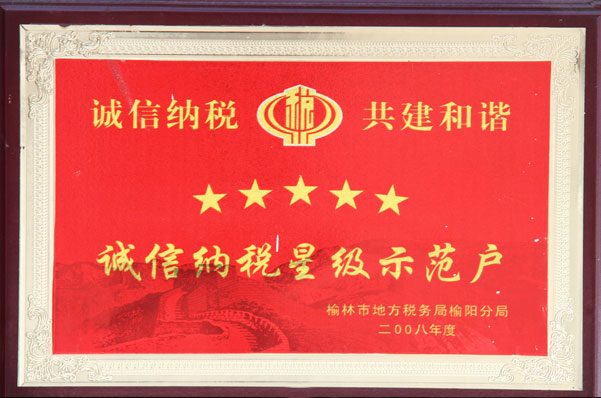 诚信纳税 税 共建和谐
诚信纳税星级示范户
榆林市地方税务局榆阳分局
二00八年度